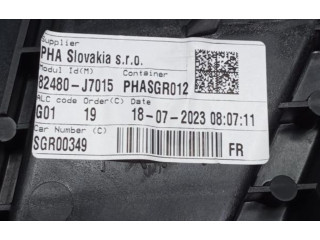 Supplier
PHA Slovakia s.r.o.
Modul Id(M) Container
82480-J7015 PHASGR012
ALC code Order(C) Date
G01 19 18-07-2023 08:07:11
Car Number (C)
SGR00349 FR